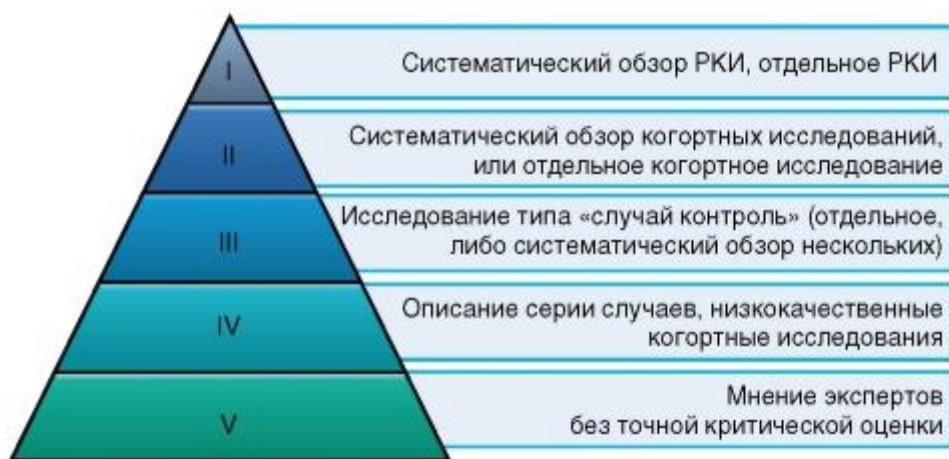 I
Систематический обзор РКИ, отдельное РКИ
II
Систематический обзор когортных исследований,
или отдельное когортное исследование
III
Исследование типа «случай контроль» (отдельное,
либо систематический обзор нескольких)
IV
Описание серии случаев, низкокачественные
когортные исследования
V
Мнение экспертов
без точной критической оценки